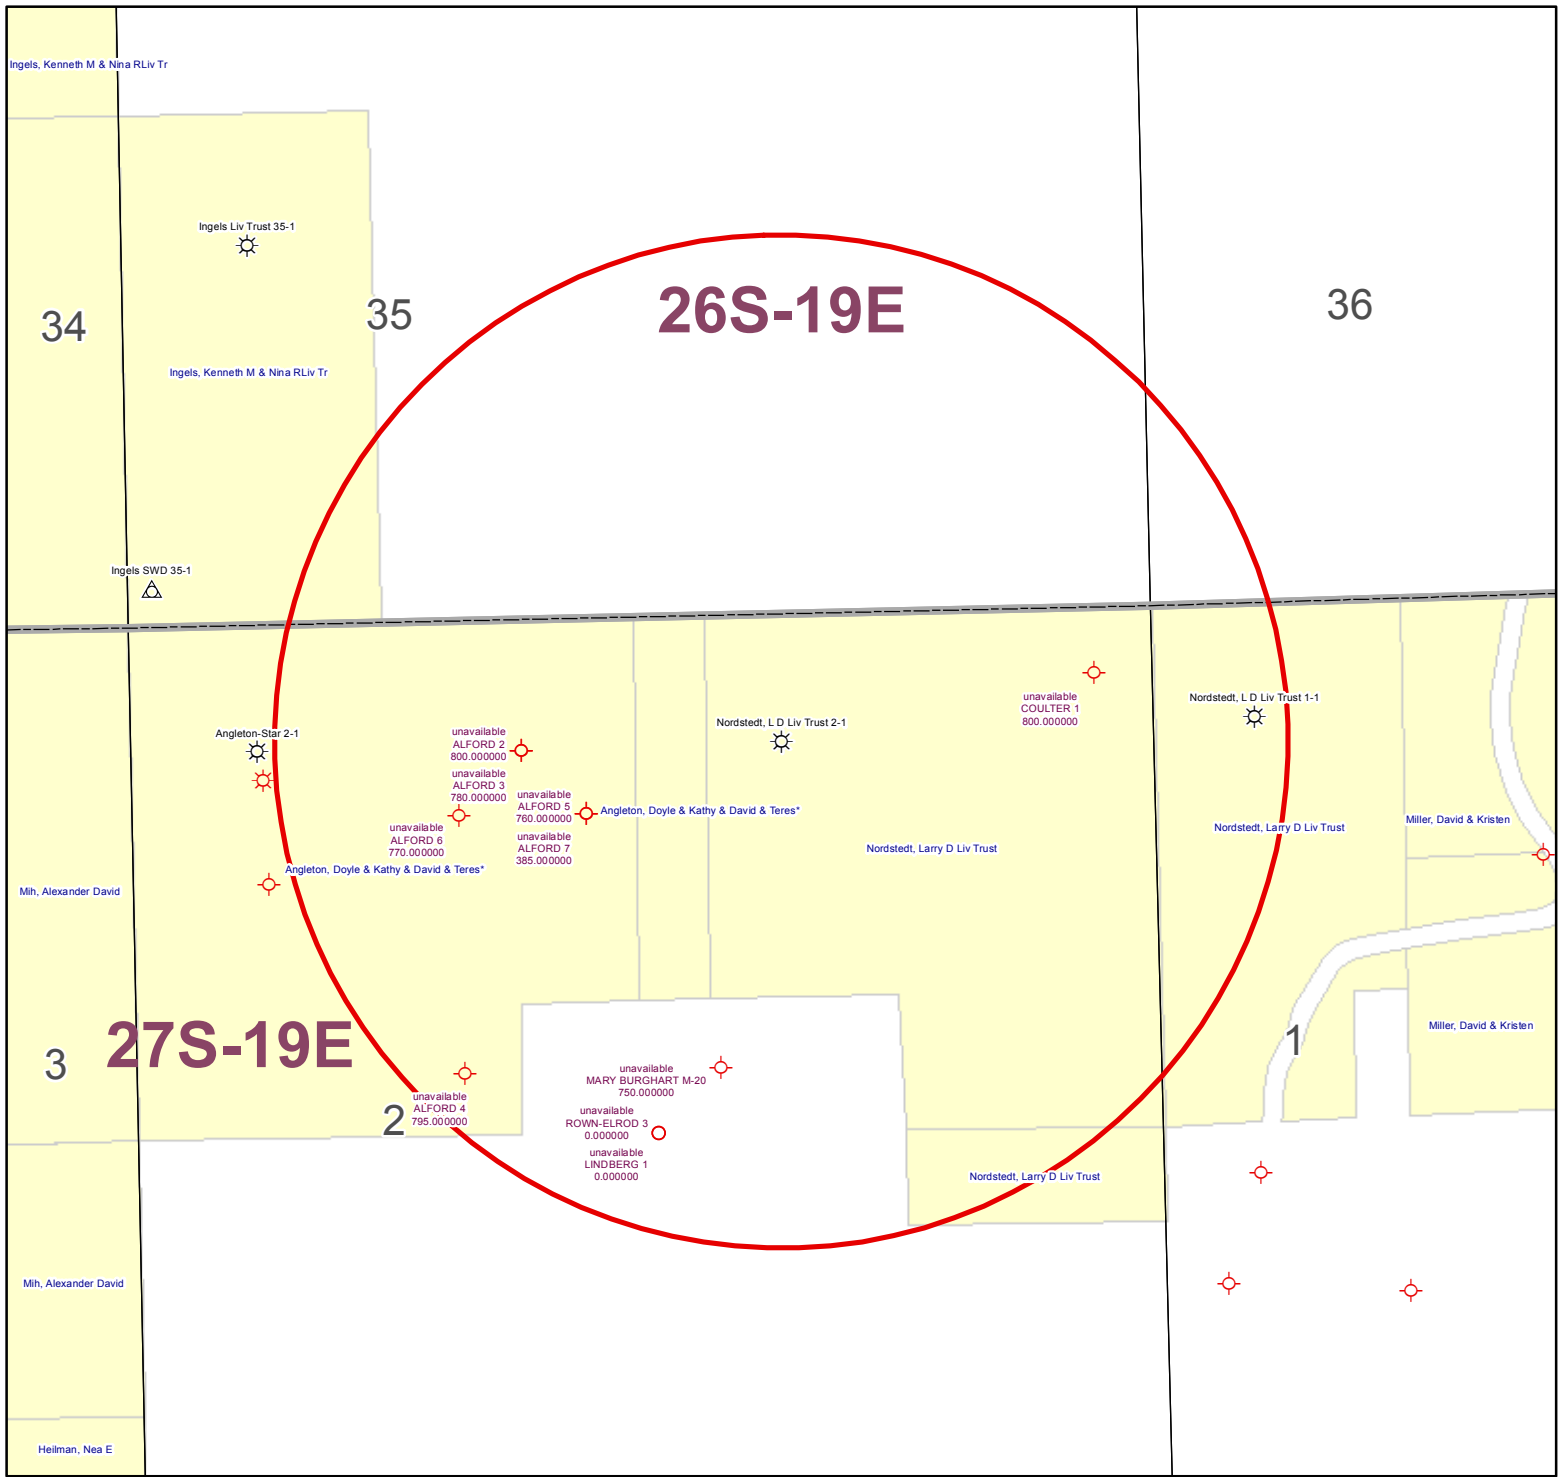 Ingels, Kenneth M & Nina RLiv Tr
Ingels Liv Trust 35-1
34
35
26S-19E
36
Ingels, Kenneth M & Nina RLiv Tr
Ingels SWD 35-1
unavailable
COULTER 1
800.000000
Nordstedt, L D Liv Trust 1-1
Nordstedt, L D Liv Trust 2-1
Angleton-Star 2-1
unavailable
ALFORD 2
800.000000
unavailable
ALFORD 3
780.000000
unavailable
ALFORD 5
760.000000
Angleton, Doyle & Kathy & David & Teres*
unavailable
ALFORD 6
770.000000
unavailable
ALFORD 7
385.000000
Nordstedt, Larry D Liv Trust
Nordstedt, Larry D Liv Trust
Miller, David & Kristen
Angleton, Doyle & Kathy & David & Teres*
Mih, Alexander David
27S-19E
3
1
Miller, David & Kristen
unavailable
MARY BURGHART M-20
750.000000
2
unavailable
ALFORD 4
795.000000
unavailable
ROWN-ELROD 3
0.000000
unavailable
LINDBERG 1
0.000000
Nordstedt, Larry D Liv Trust
Mih, Alexander David
Heilman, Nea E